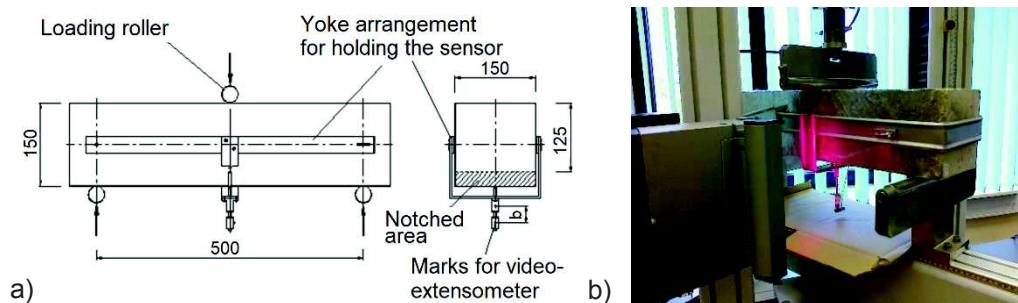 Loading roller
Yoke arrangement
for holding the sensor
150
150
125
500
Notched
area
b
Marks for video-
extensometer
a)
b)